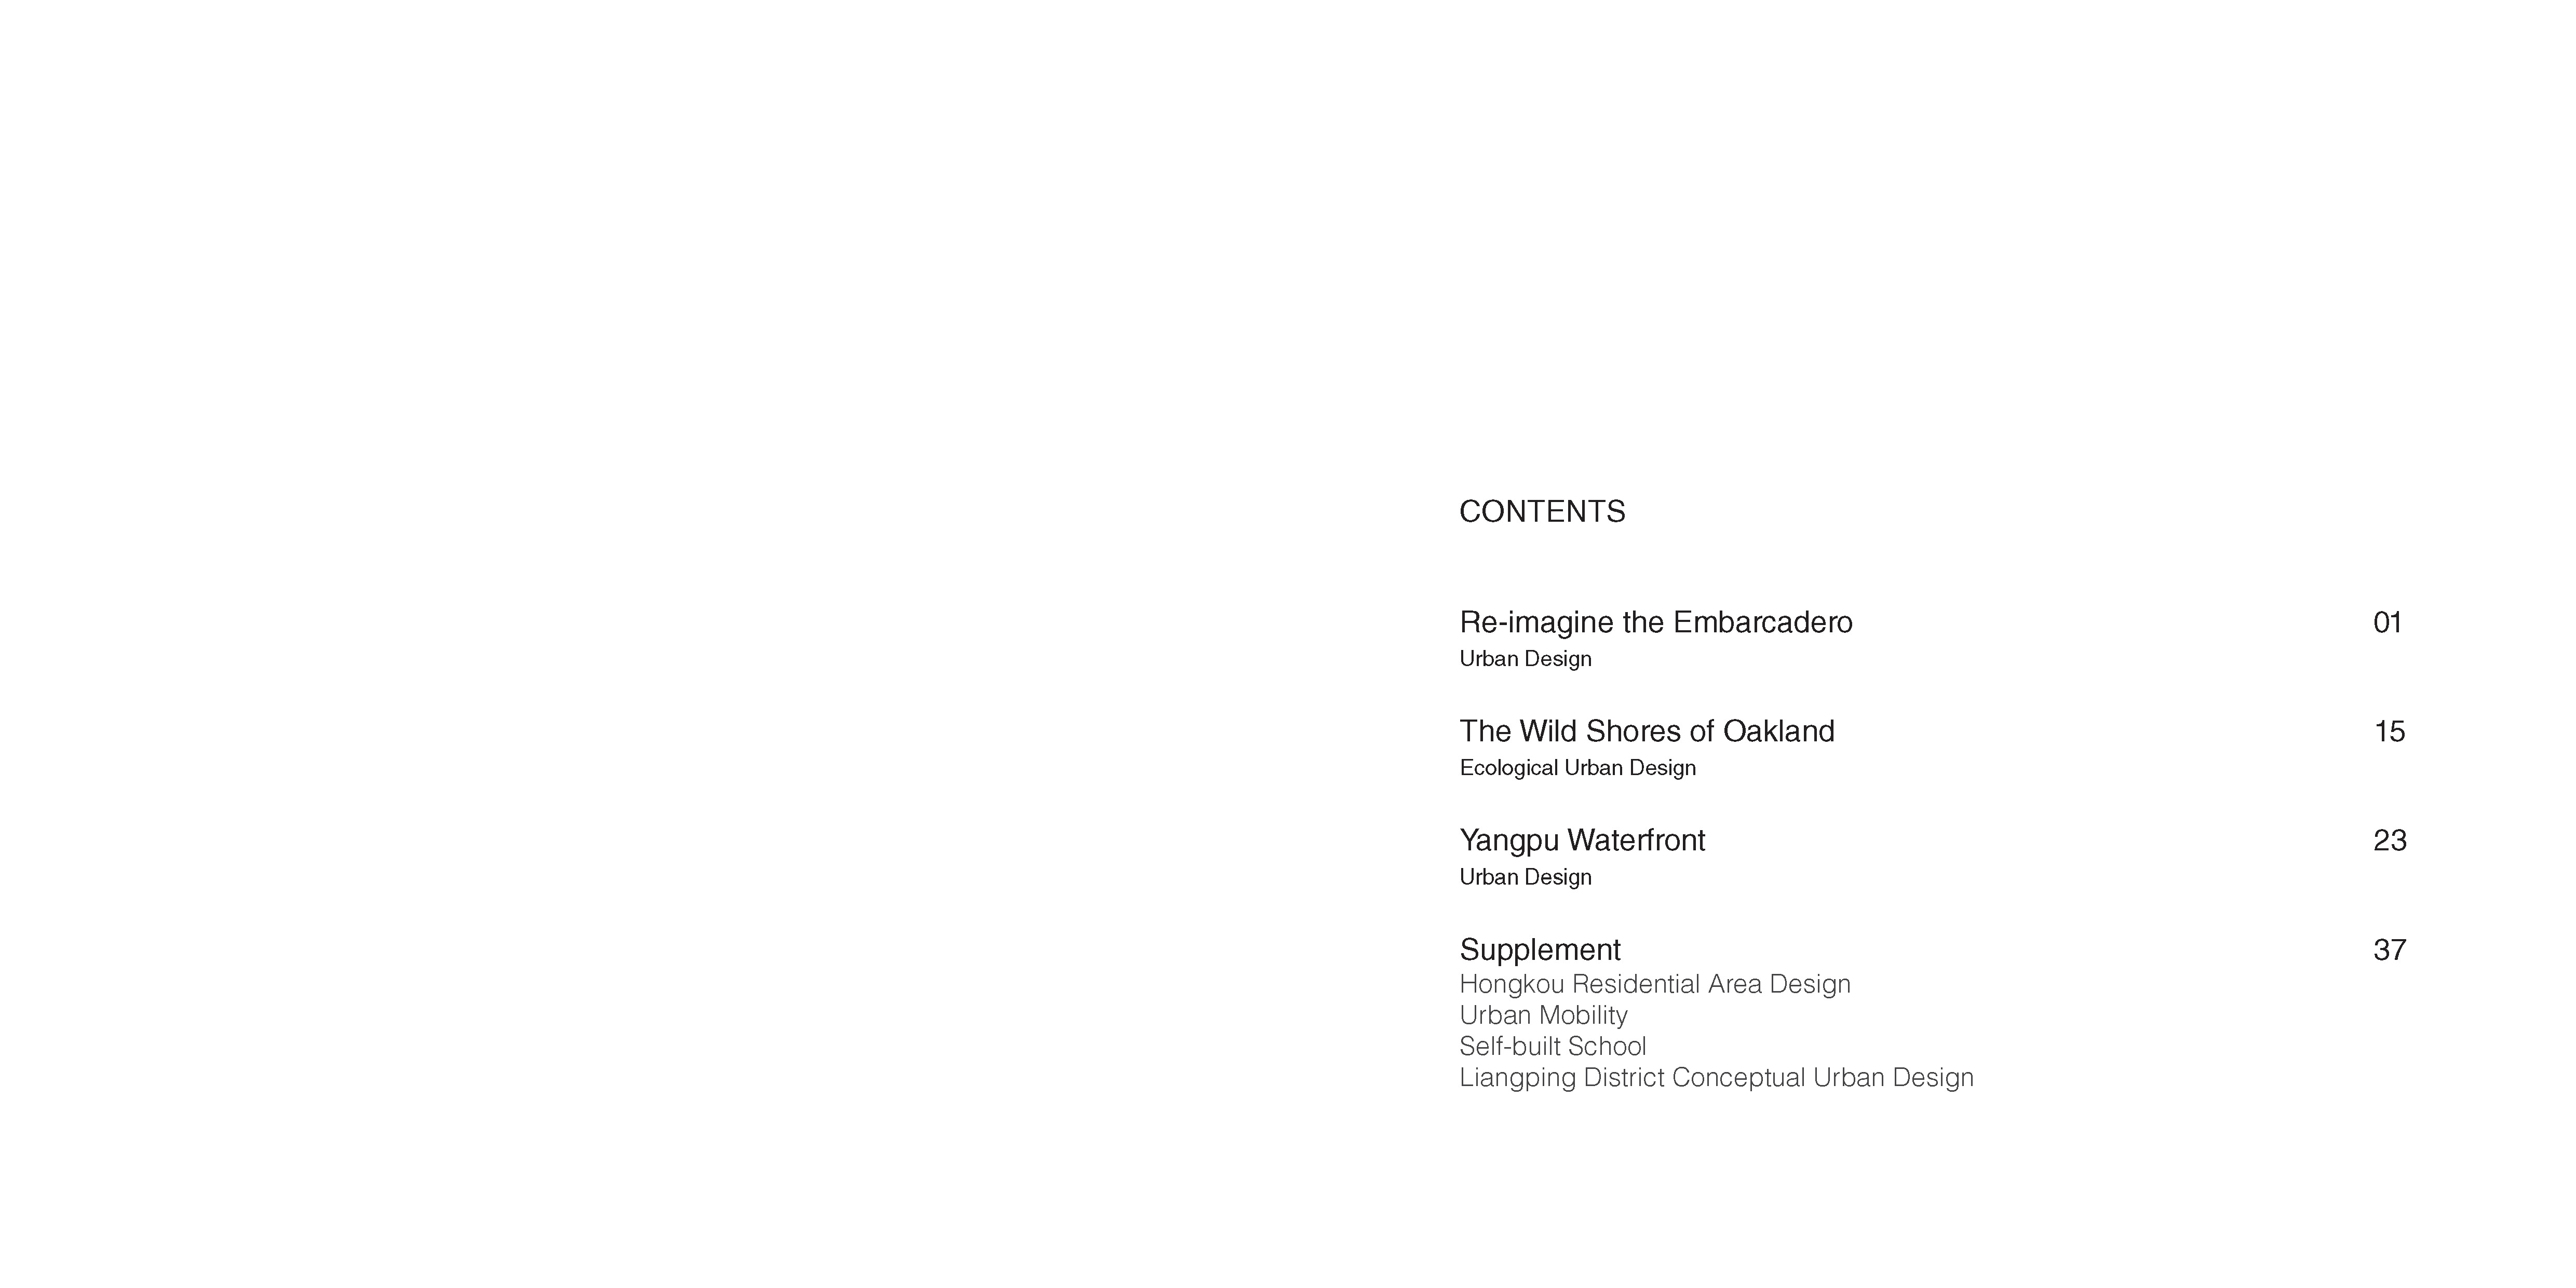 CONTENTS
Re-imagine the Embarcadero 01
Urban Design
The Wild Shores of Oakland 15
Ecological Urban Design
Yangpu Waterfront 23
Urban Design
Supplement 37
Hongkou Residential Area Design
Urban Mobility
Self-built School
Liangping District Conceptual Urban Design